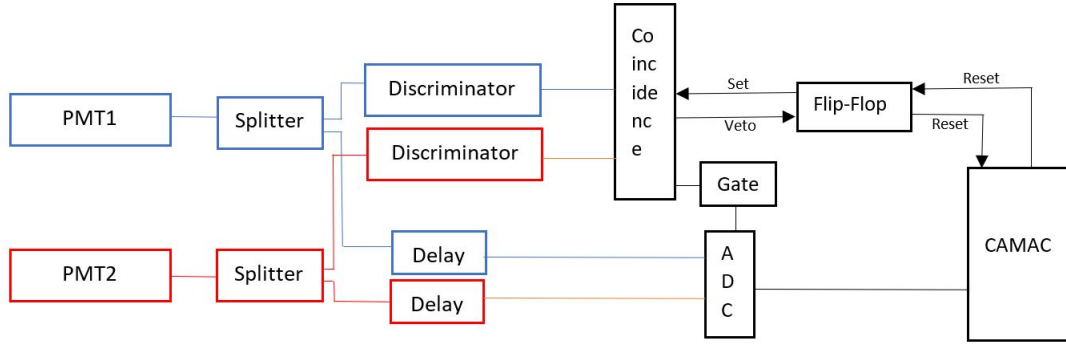 PMT1
Splitter
Discriminator
Discriminator
Co
inc
ide
nc
e
Set
Veto
Flip-Flop
Reset
Reset
Gate
CAMAC
PMT2
Splitter
Delay
Delay
A
D
C